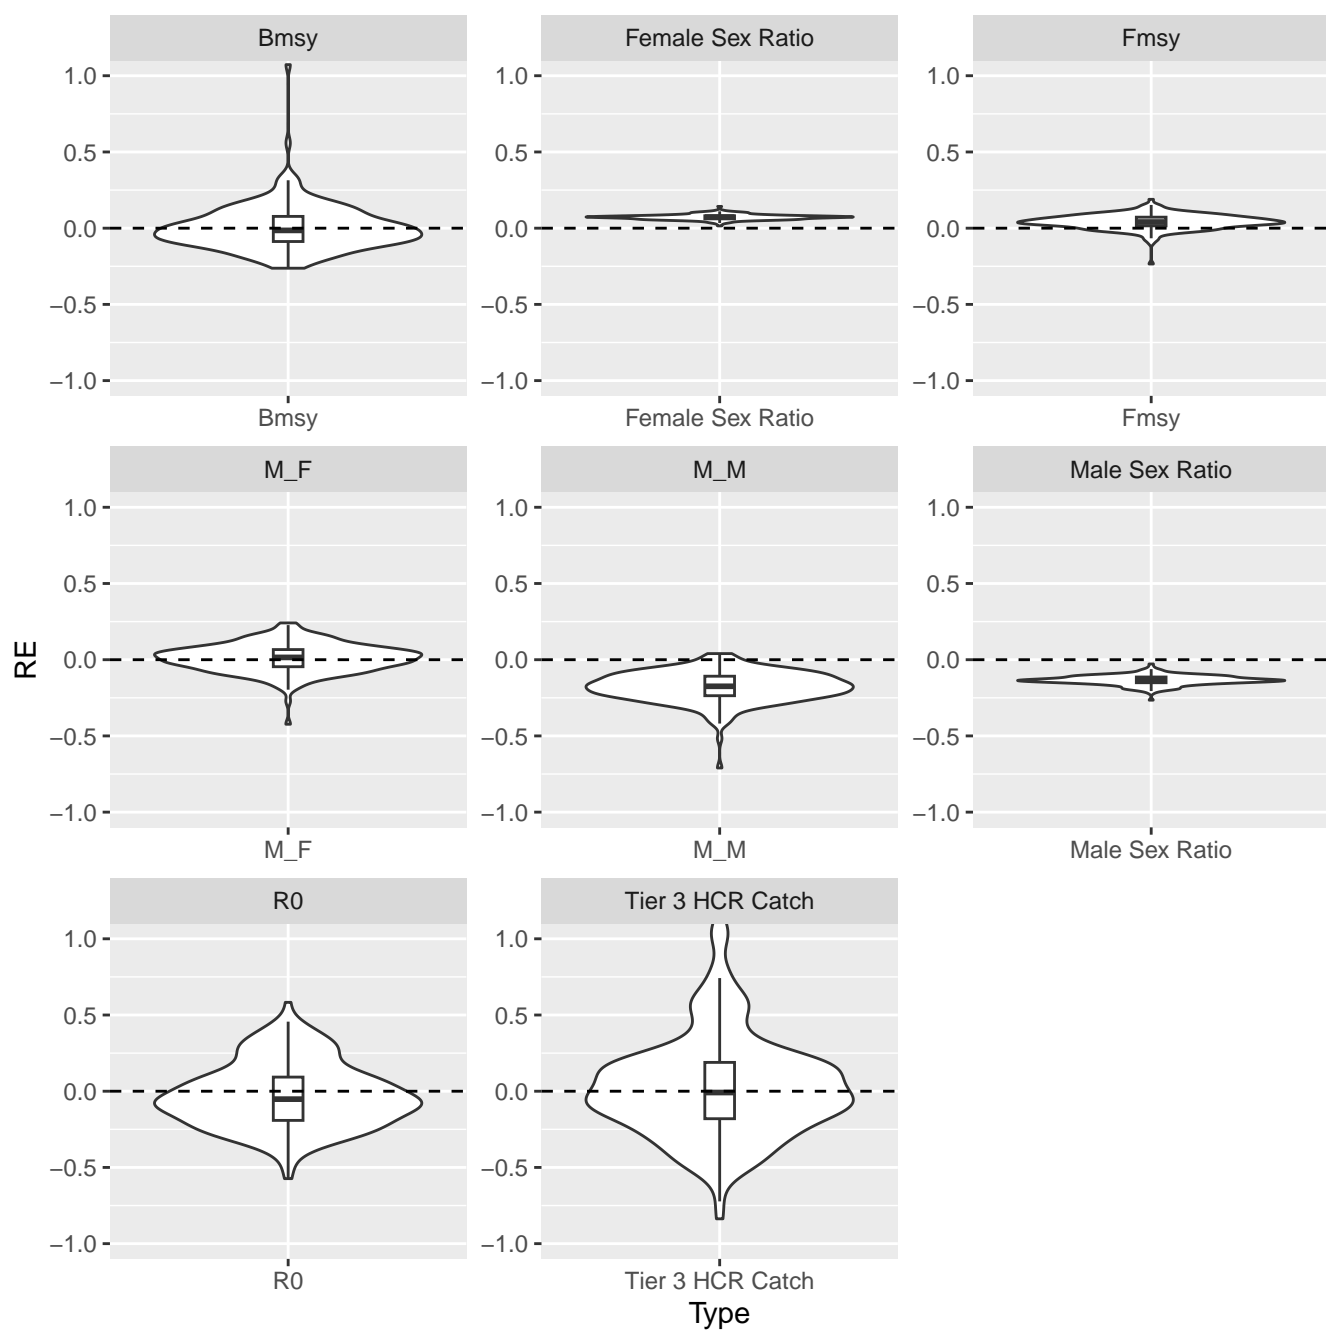 Bmsy Female Sex Ratio Fmsy
1.0 1.0 1.0
0.5 0.5 0.5
0.0 0.0 0.0
−0.5 −0.5 −0.5
−1.0 −1.0 −1.0
Bmsy Female Sex Ratio Fmsy
M_F M_M Male Sex Ratio
1.0 1.0 1.0
0.5 0.5 0.5
RE
0.0 0.0 0.0
−0.5 −0.5 −0.5
−1.0 −1.0 −1.0
M_F M_M Male Sex Ratio
R0 Tier 3 HCR Catch
1.0 1.0
0.5 0.5
0.0 0.0
−0.5 −0.5
−1.0 −1.0
R0 Tier 3 HCR Catch
Type